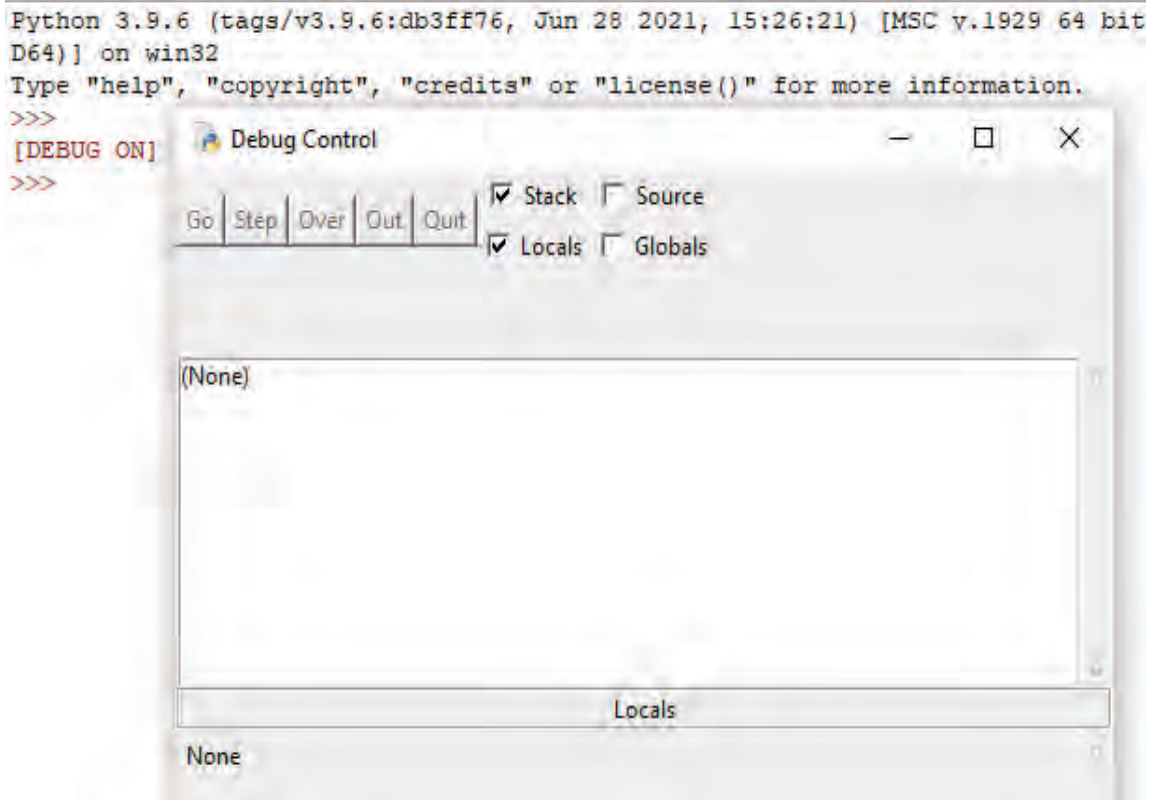 Python 3.9.6 (tags/v3.9.6:db3ff76, Jun 28 2021, 15:26:21) [MSC v.1929 64 bit
D64)] on win32
Type "help", "copyright", "credits" or "license()" for more information.
>>>
[DEBUG ON]
>>>
Debug Control
Stack Source
Go Step Over Out Quit
Locals Globals
(None)
Locals
None